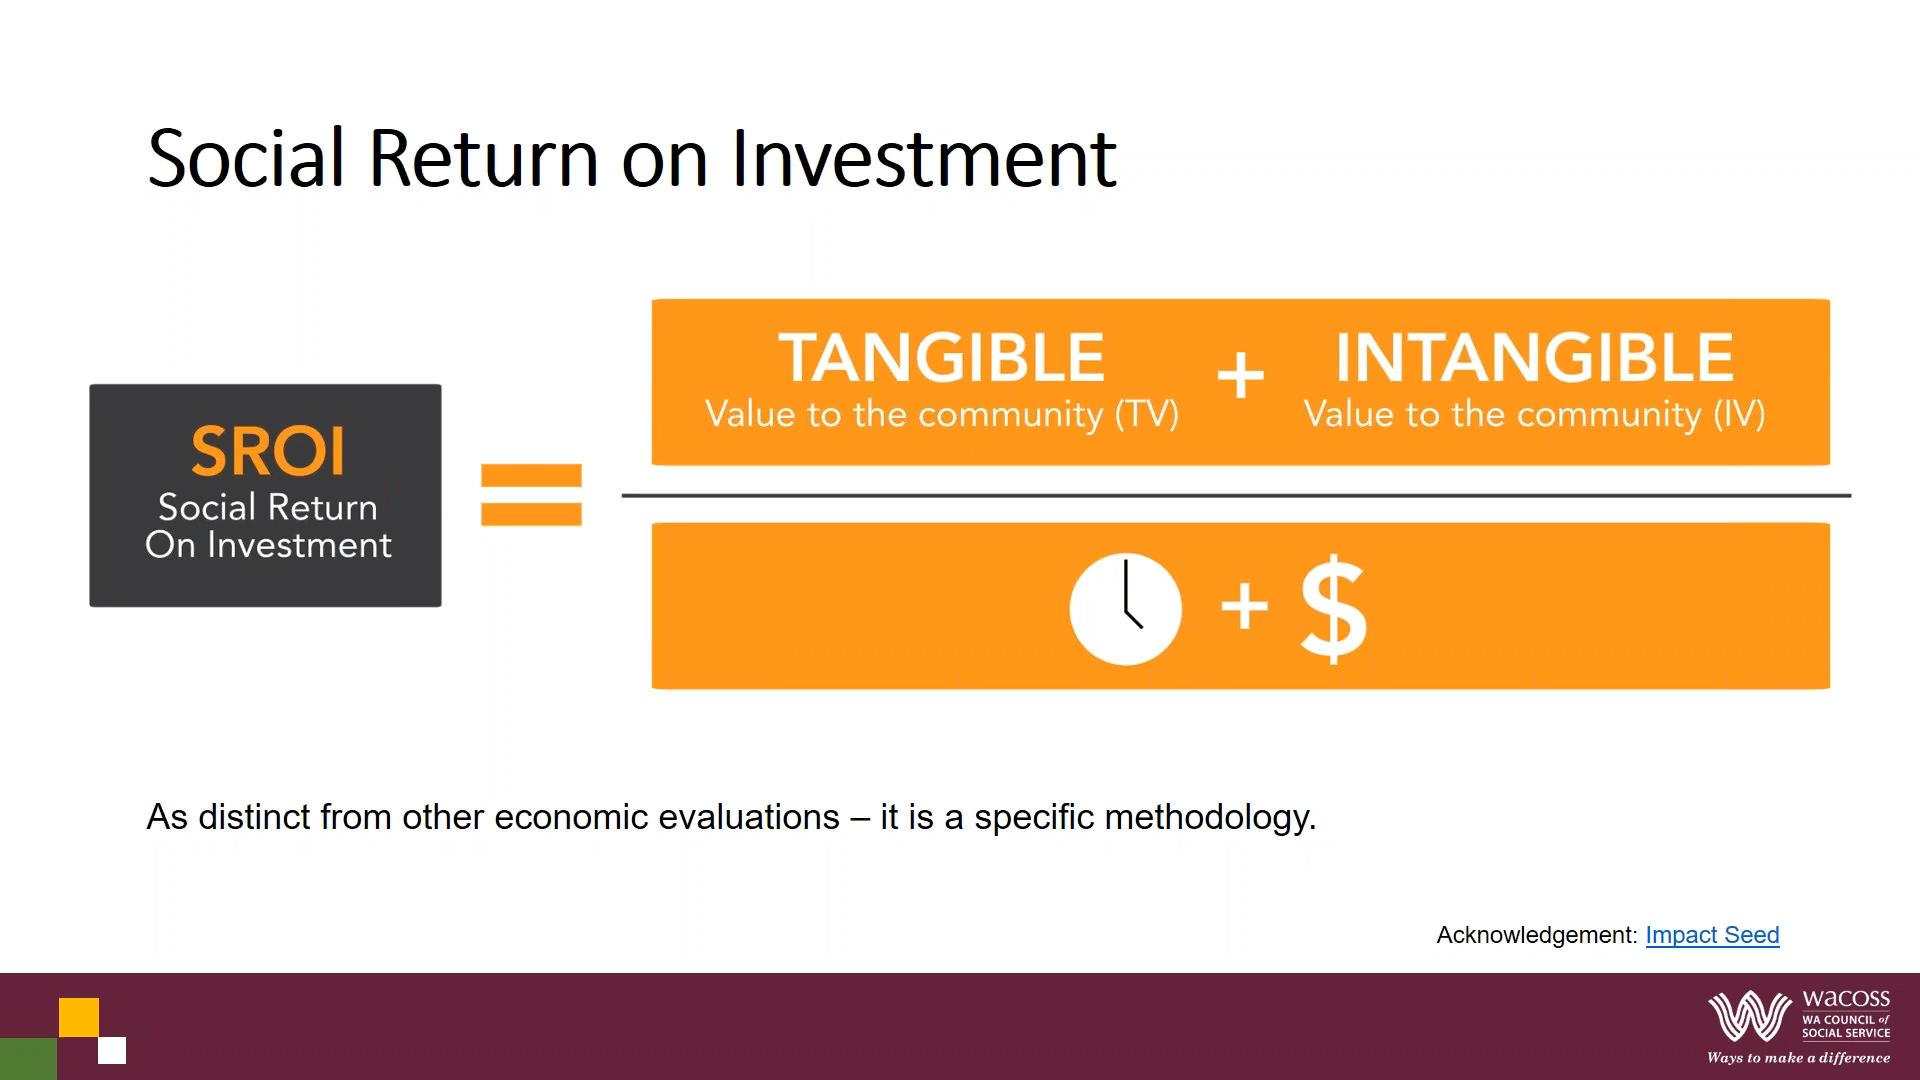 Social Return on Investment
TANGIBLE + INTANGIBLE
Value to the community (TV) Value to the community (IV)
SROI
Social Return
On Investment
=
+ $
As distinct from other economic evaluations – it is a specific methodology.
Acknowledgement: Impact Seed
wacoss
WA COUNCIL of
SOCIAL SERVICE
Ways to make a difference